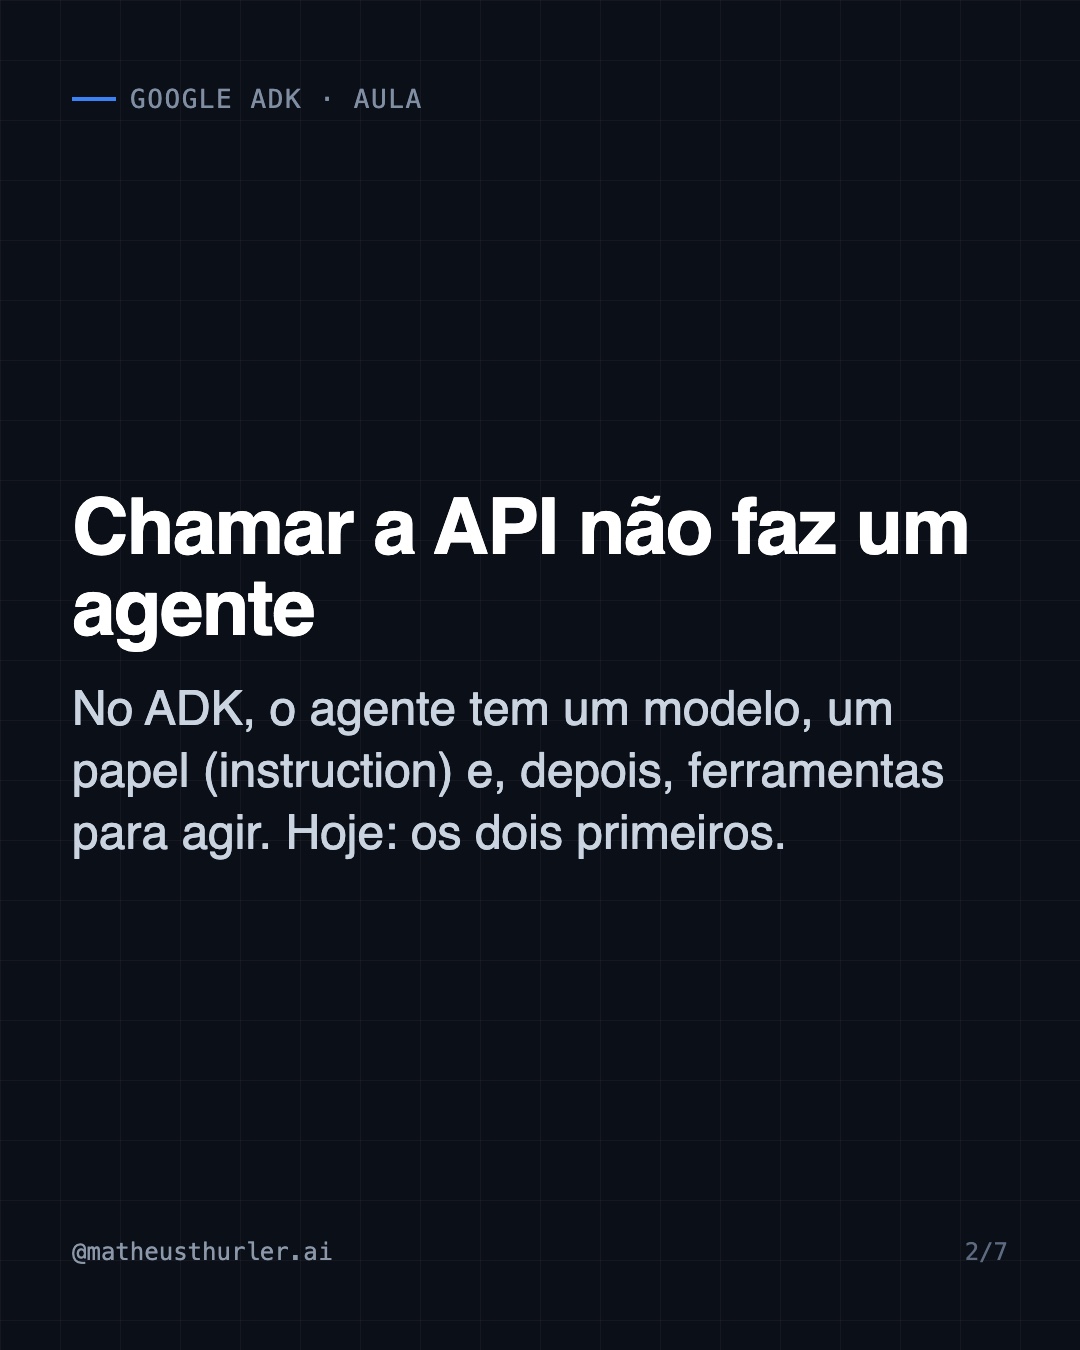 GOOGLE ADK · AULA
Chamar a API não faz um
agente
No ADK, o agente tem um modelo, um
papel (instruction) e, depois, ferramentas
para agir. Hoje: os dois primeiros.
@matheusthurler.ai
2/7